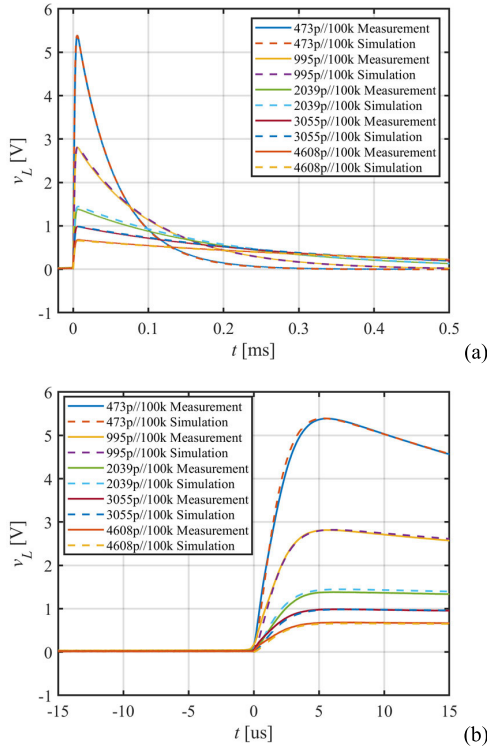 6
5
4
3
2
1
0
-1
v_L [V]
473p//100k Measurement
473p//100k Simulation
995p//100k Measurement
995p//100k Simulation
2039p//100k Measurement
2039p//100k Simulation
3055p//100k Measurement
3055p//100k Simulation
4608p//100k Measurement
4608p//100k Simulation
0 0.1 0.2 0.3 0.4 0.5
t [ms]
(a)
6
5
4
3
2
1
0
-1
v_L [V]
473p//100k Measurement
473p//100k Simulation
995p//100k Measurement
995p//100k Simulation
2039p//100k Measurement
2039p//100k Simulation
3055p//100k Measurement
3055p//100k Simulation
4608p//100k Measurement
4608p//100k Simulation
-15 -10 -5 0 5 10 15
t [us]
(b)